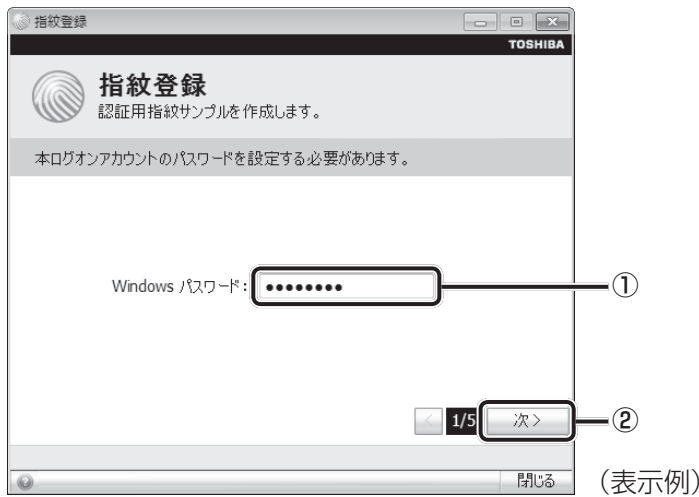 指紋登録
TOSHIBA
指紋登録
認証用指紋サンプルを作成します。
本ログオンアカウントのパスワードを設定する必要があります。
Windows パスワード: ●●●●●●●●
①
< 1/5 次 >
②
? 閉じる
(表示例)